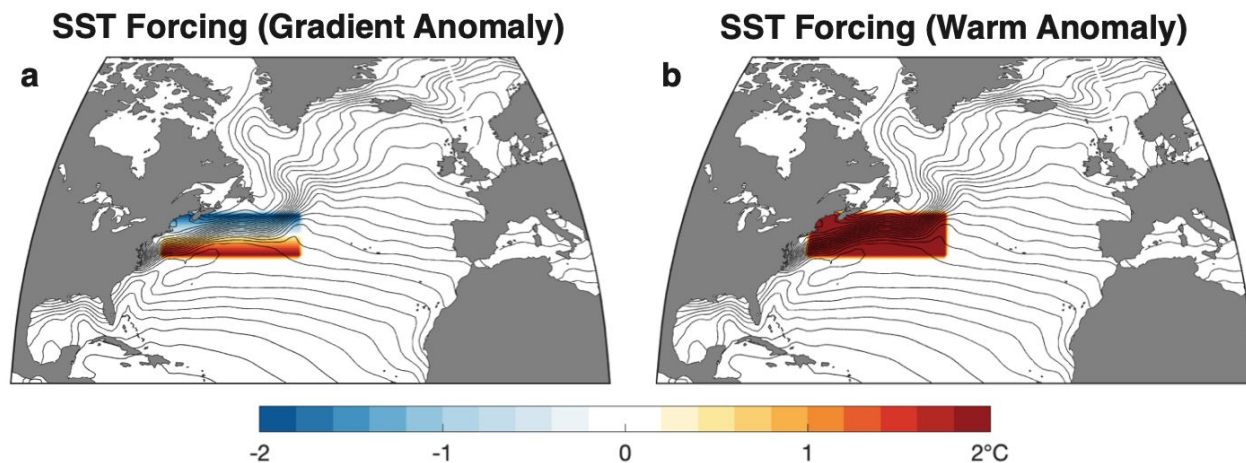 SST Forcing (Gradient Anomaly)
SST Forcing (Warm Anomaly)
a
b
-2 -1 0 1 2°C